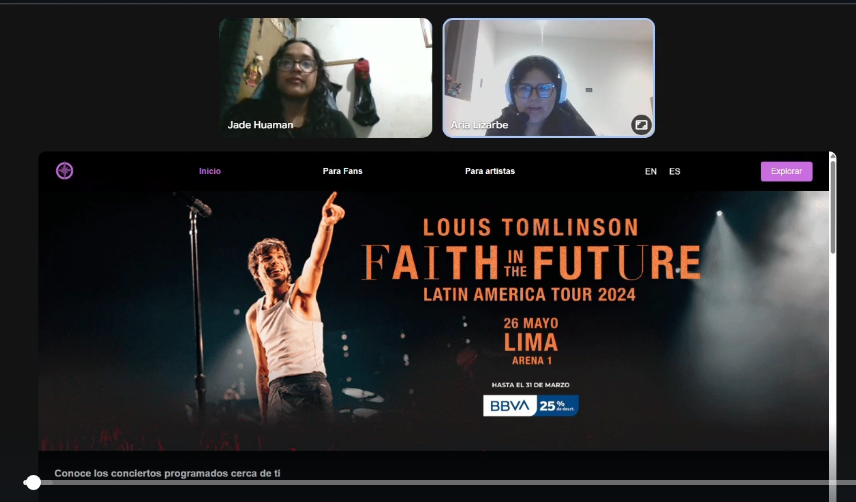 Jade Huaman
Aria Lizarbe
Inicio
Para Fans
Para artistas
EN
ES
Explorar
LOUIS TOMLINSON
FAITH IN THE FUTURE
LATIN AMERICA TOUR 2024
26 MAYO
LIMA
ARENA 1
HASTA EL 31 DE MARZO
BBVA 25% de dsct.
Conoce los conciertos programados cerca de ti